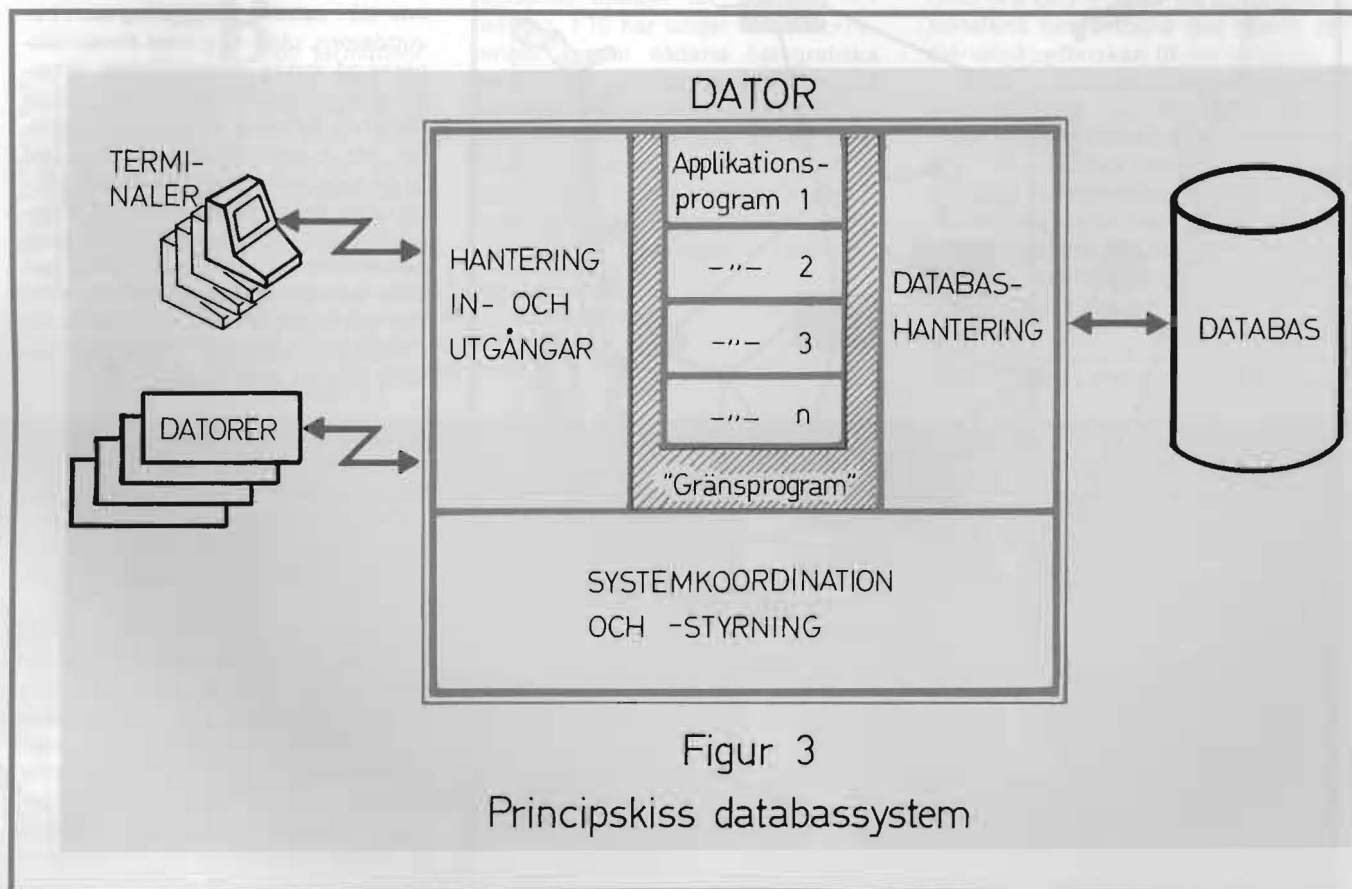 DATOR
TERMI-
NALER
DATORER
HANTERING
IN- OCH
UTGÅNGAR
Applikations-
program 1
-„- 2
-„- 3
-„- n
"Gränsprogram"
DATABAS-
HANTERING
DATABAS
SYSTEMKOORDINATION
OCH -STYRNING
Figur 3
Principskiss databassystem